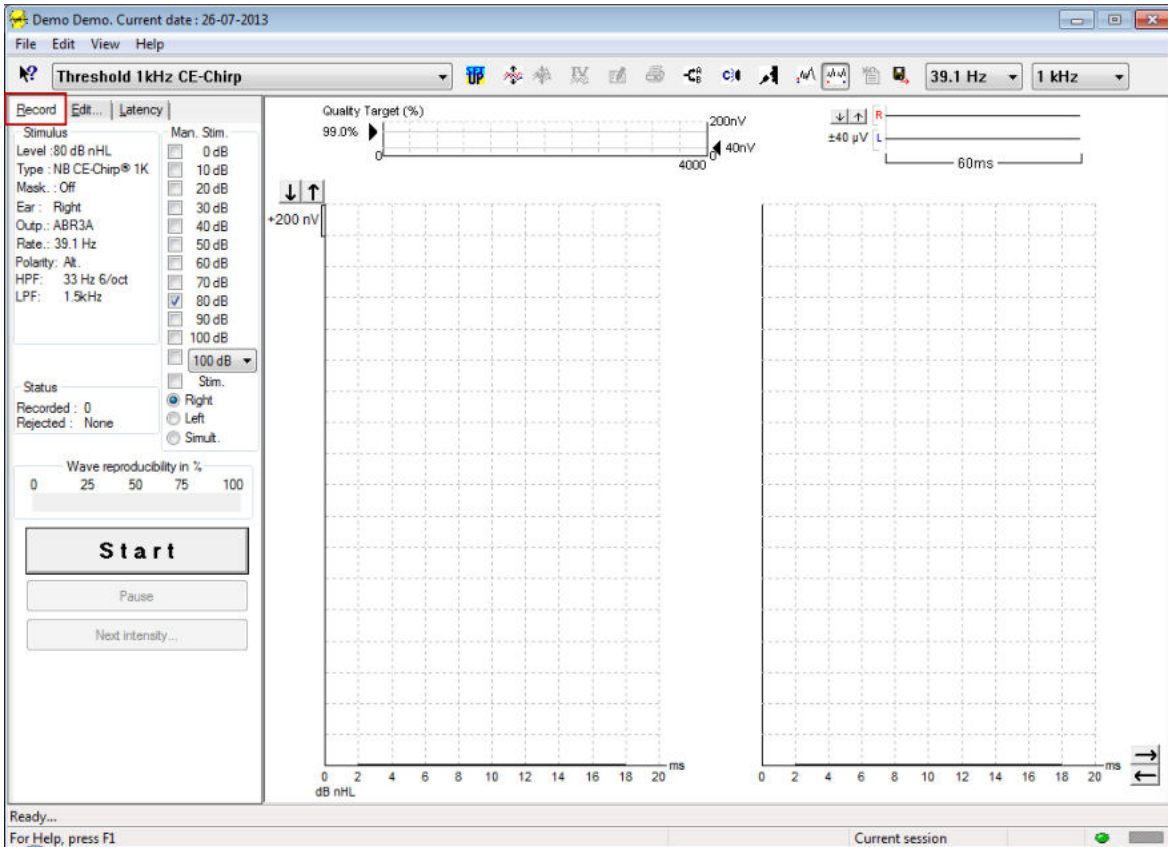 Demo Demo. Current date : 26-07-2013
File Edit View Help
Threshold 1kHz CE-Chirp
39.1 Hz
1 kHz
Record Edit... Latency
Stimulus
Level :80 dB nHL
Type : NB CE-Chirp® 1K
Mask. : Off
Ear : Right
Outp.: ABR3A
Rate.: 39.1 Hz
Polarity: Alt.
HPF: 33 Hz 6/oct
LPF: 1.5kHz
Man. Stim.
0 dB
10 dB
20 dB
30 dB
40 dB
50 dB
60 dB
70 dB
80 dB
90 dB
100 dB
100 dB
Stim.
Right
Left
Simult.
Status
Recorded : 0
Rejected : None
Wave reproducibility in %
0 25 50 75 100
Start
Pause
Next intensity...
Quality Target (%)
99.0%
0
4000
200nV
40nV
0
R
±40 µV L
60ms
+200 nV
0 2 4 6 8 10 12 14 16 18 20 ms
dB nHL
0 2 4 6 8 10 12 14 16 18 20 ms
Ready...
For Help, press F1
Current session